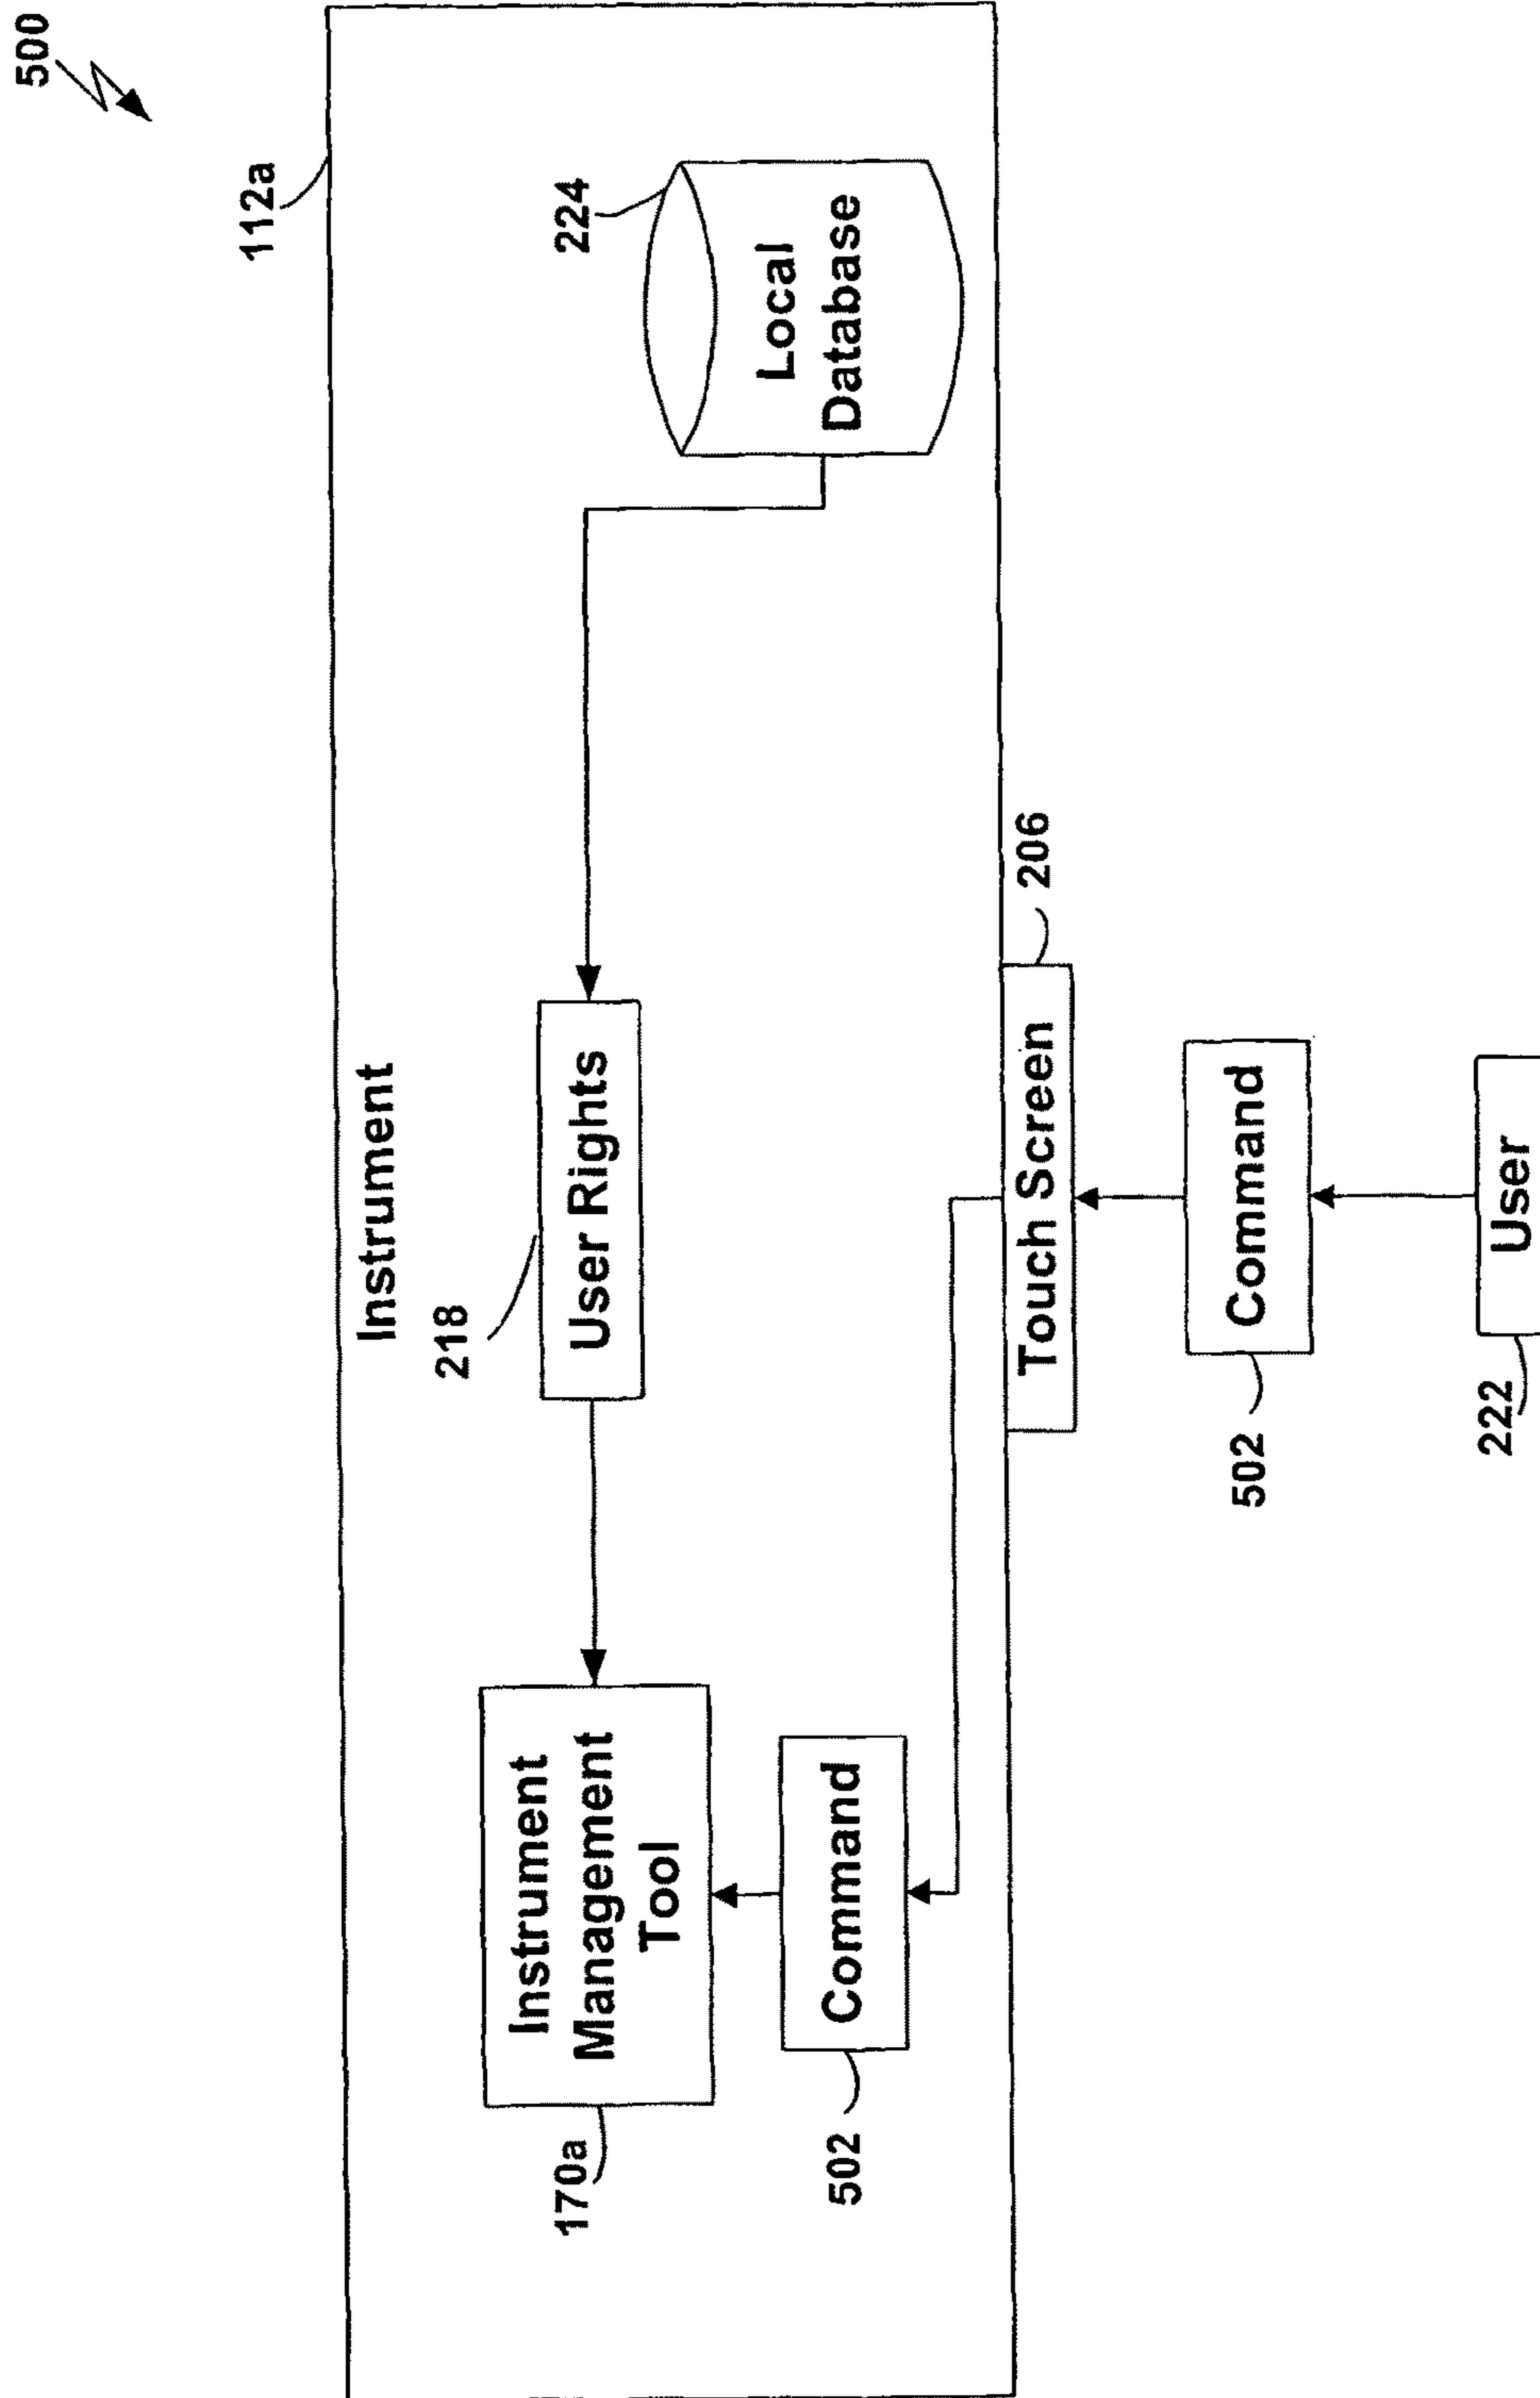 500
112a
Instrument
218
User Rights
224
Local
Database
170a
Instrument
Management
Tool
502
Command
Touch Screen
206
502
Command
222
User